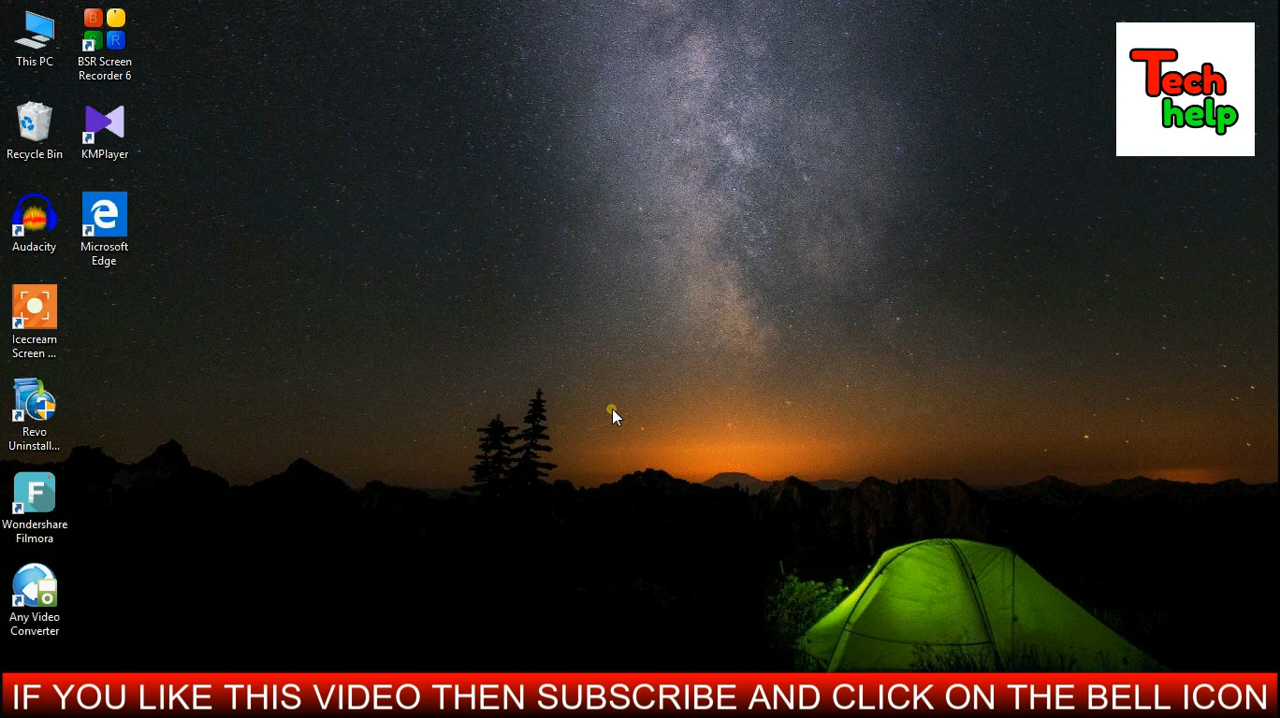 This PC
BSR Screen
Recorder 6
Recycle Bin
KMPlayer
Audacity
Microsoft
Edge
Icecream
Screen ...
Revo
Uninstall...
Wondershare
Filmora
Any Video
Converter
Tech
help
IF YOU LIKE THIS VIDEO THEN SUBSCRIBE AND CLICK ON THE BELL ICON